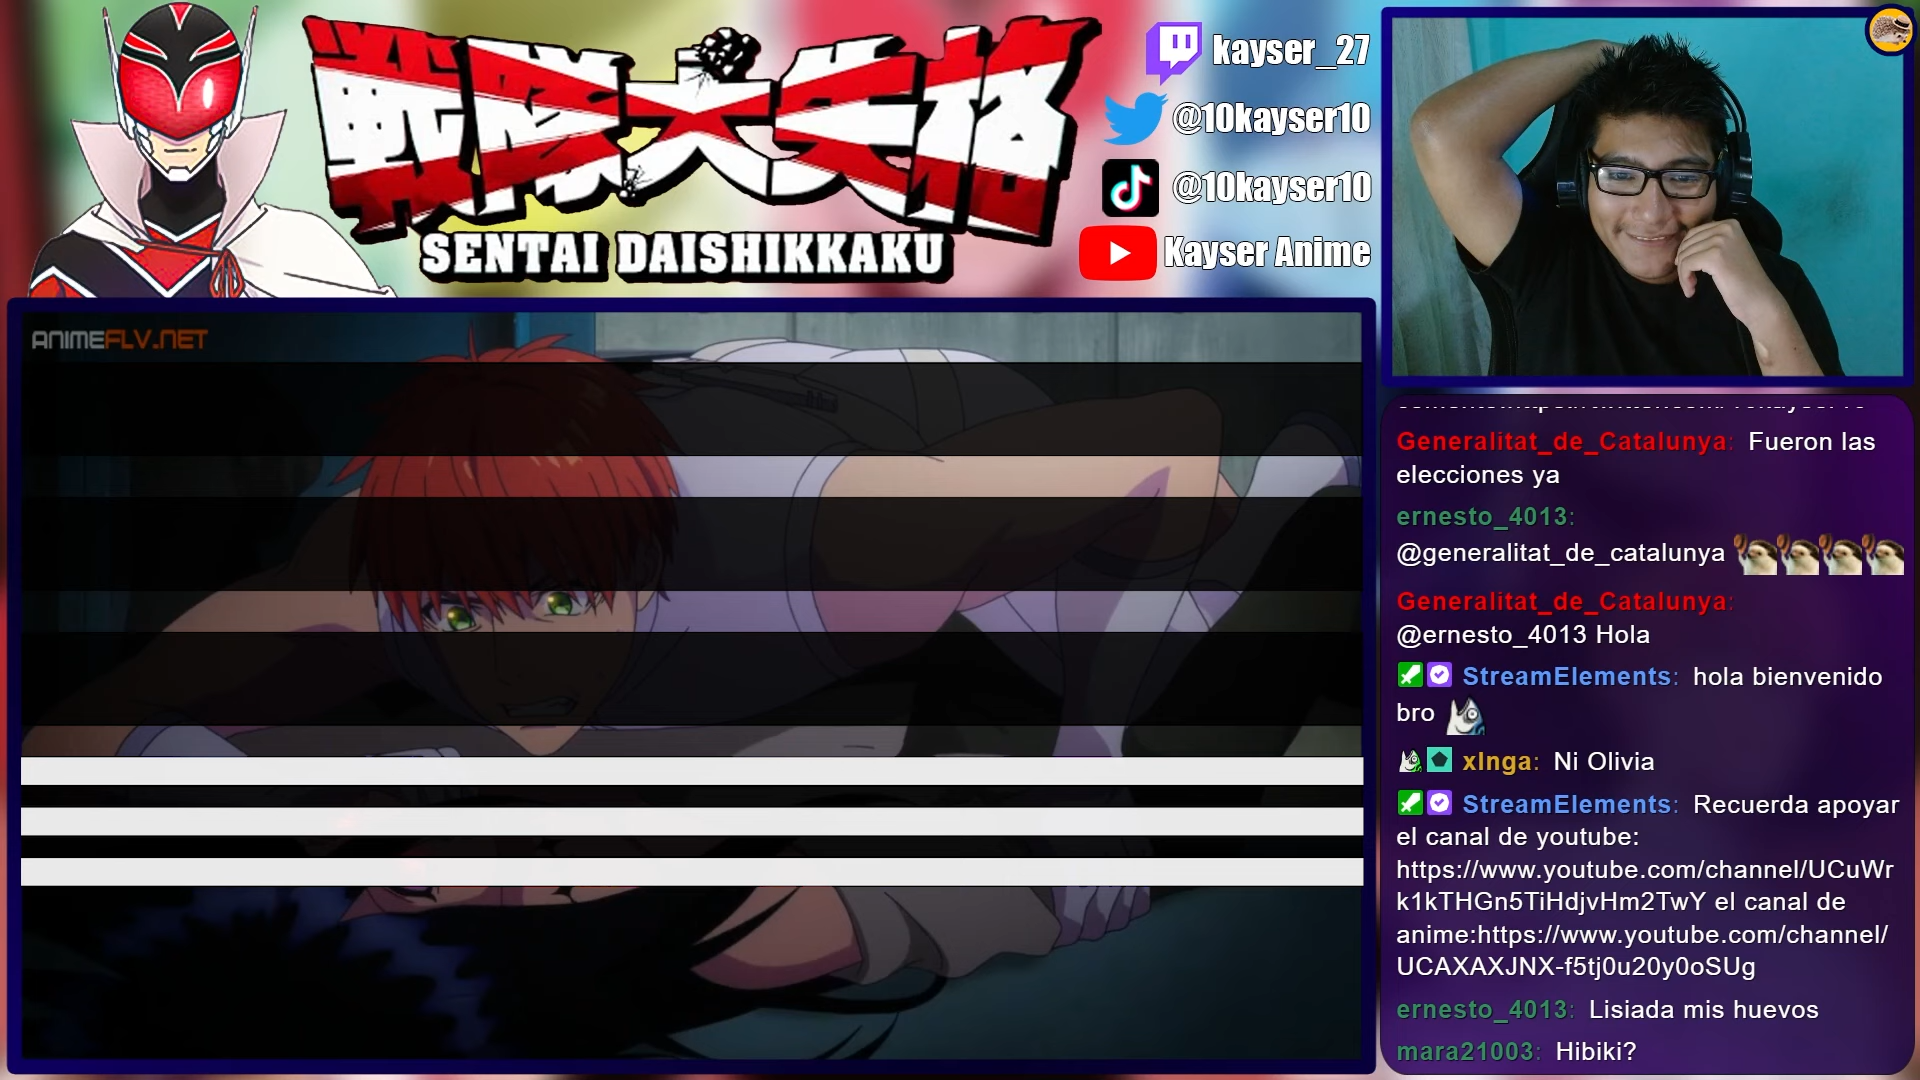 戦隊大失格
SENTAI DAISHIKKAKU
kayser_27
@10kayser10
@10kayser10
Kayser Anime
ANIMEFLV.NET
Generalitat_de_Catalunya: Fueron las
elecciones ya
ernesto_4013:
@generalitat_de_catalunya
Generalitat_de_Catalunya:
@ernesto_4013 Hola
StreamElements: hola bienvenido
bro
xInga: Ni Olivia
StreamElements: Recuerda apoyar
el canal de youtube:
https://www.youtube.com/channel/UCuWr
k1kTHGn5TiHdjvHm2TwY el canal de
anime:https://www.youtube.com/channel/
UCAXAXJNX-f5tj0u20y0oSUg
ernesto_4013: Lisiada mis huevos
mara21003: Hibiki?